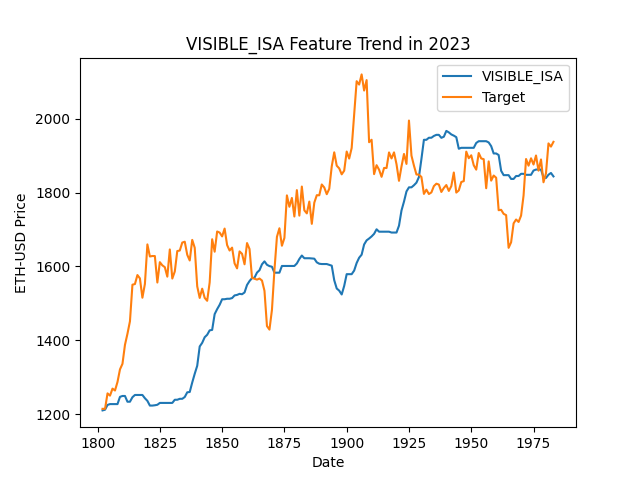 VISIBLE_ISA Feature Trend in 2023
VISIBLE_ISA
Target
ETH-USD Price
2000
1800
1600
1400
1200
1800 1825 1850 1875 1900 1925 1950 1975
Date